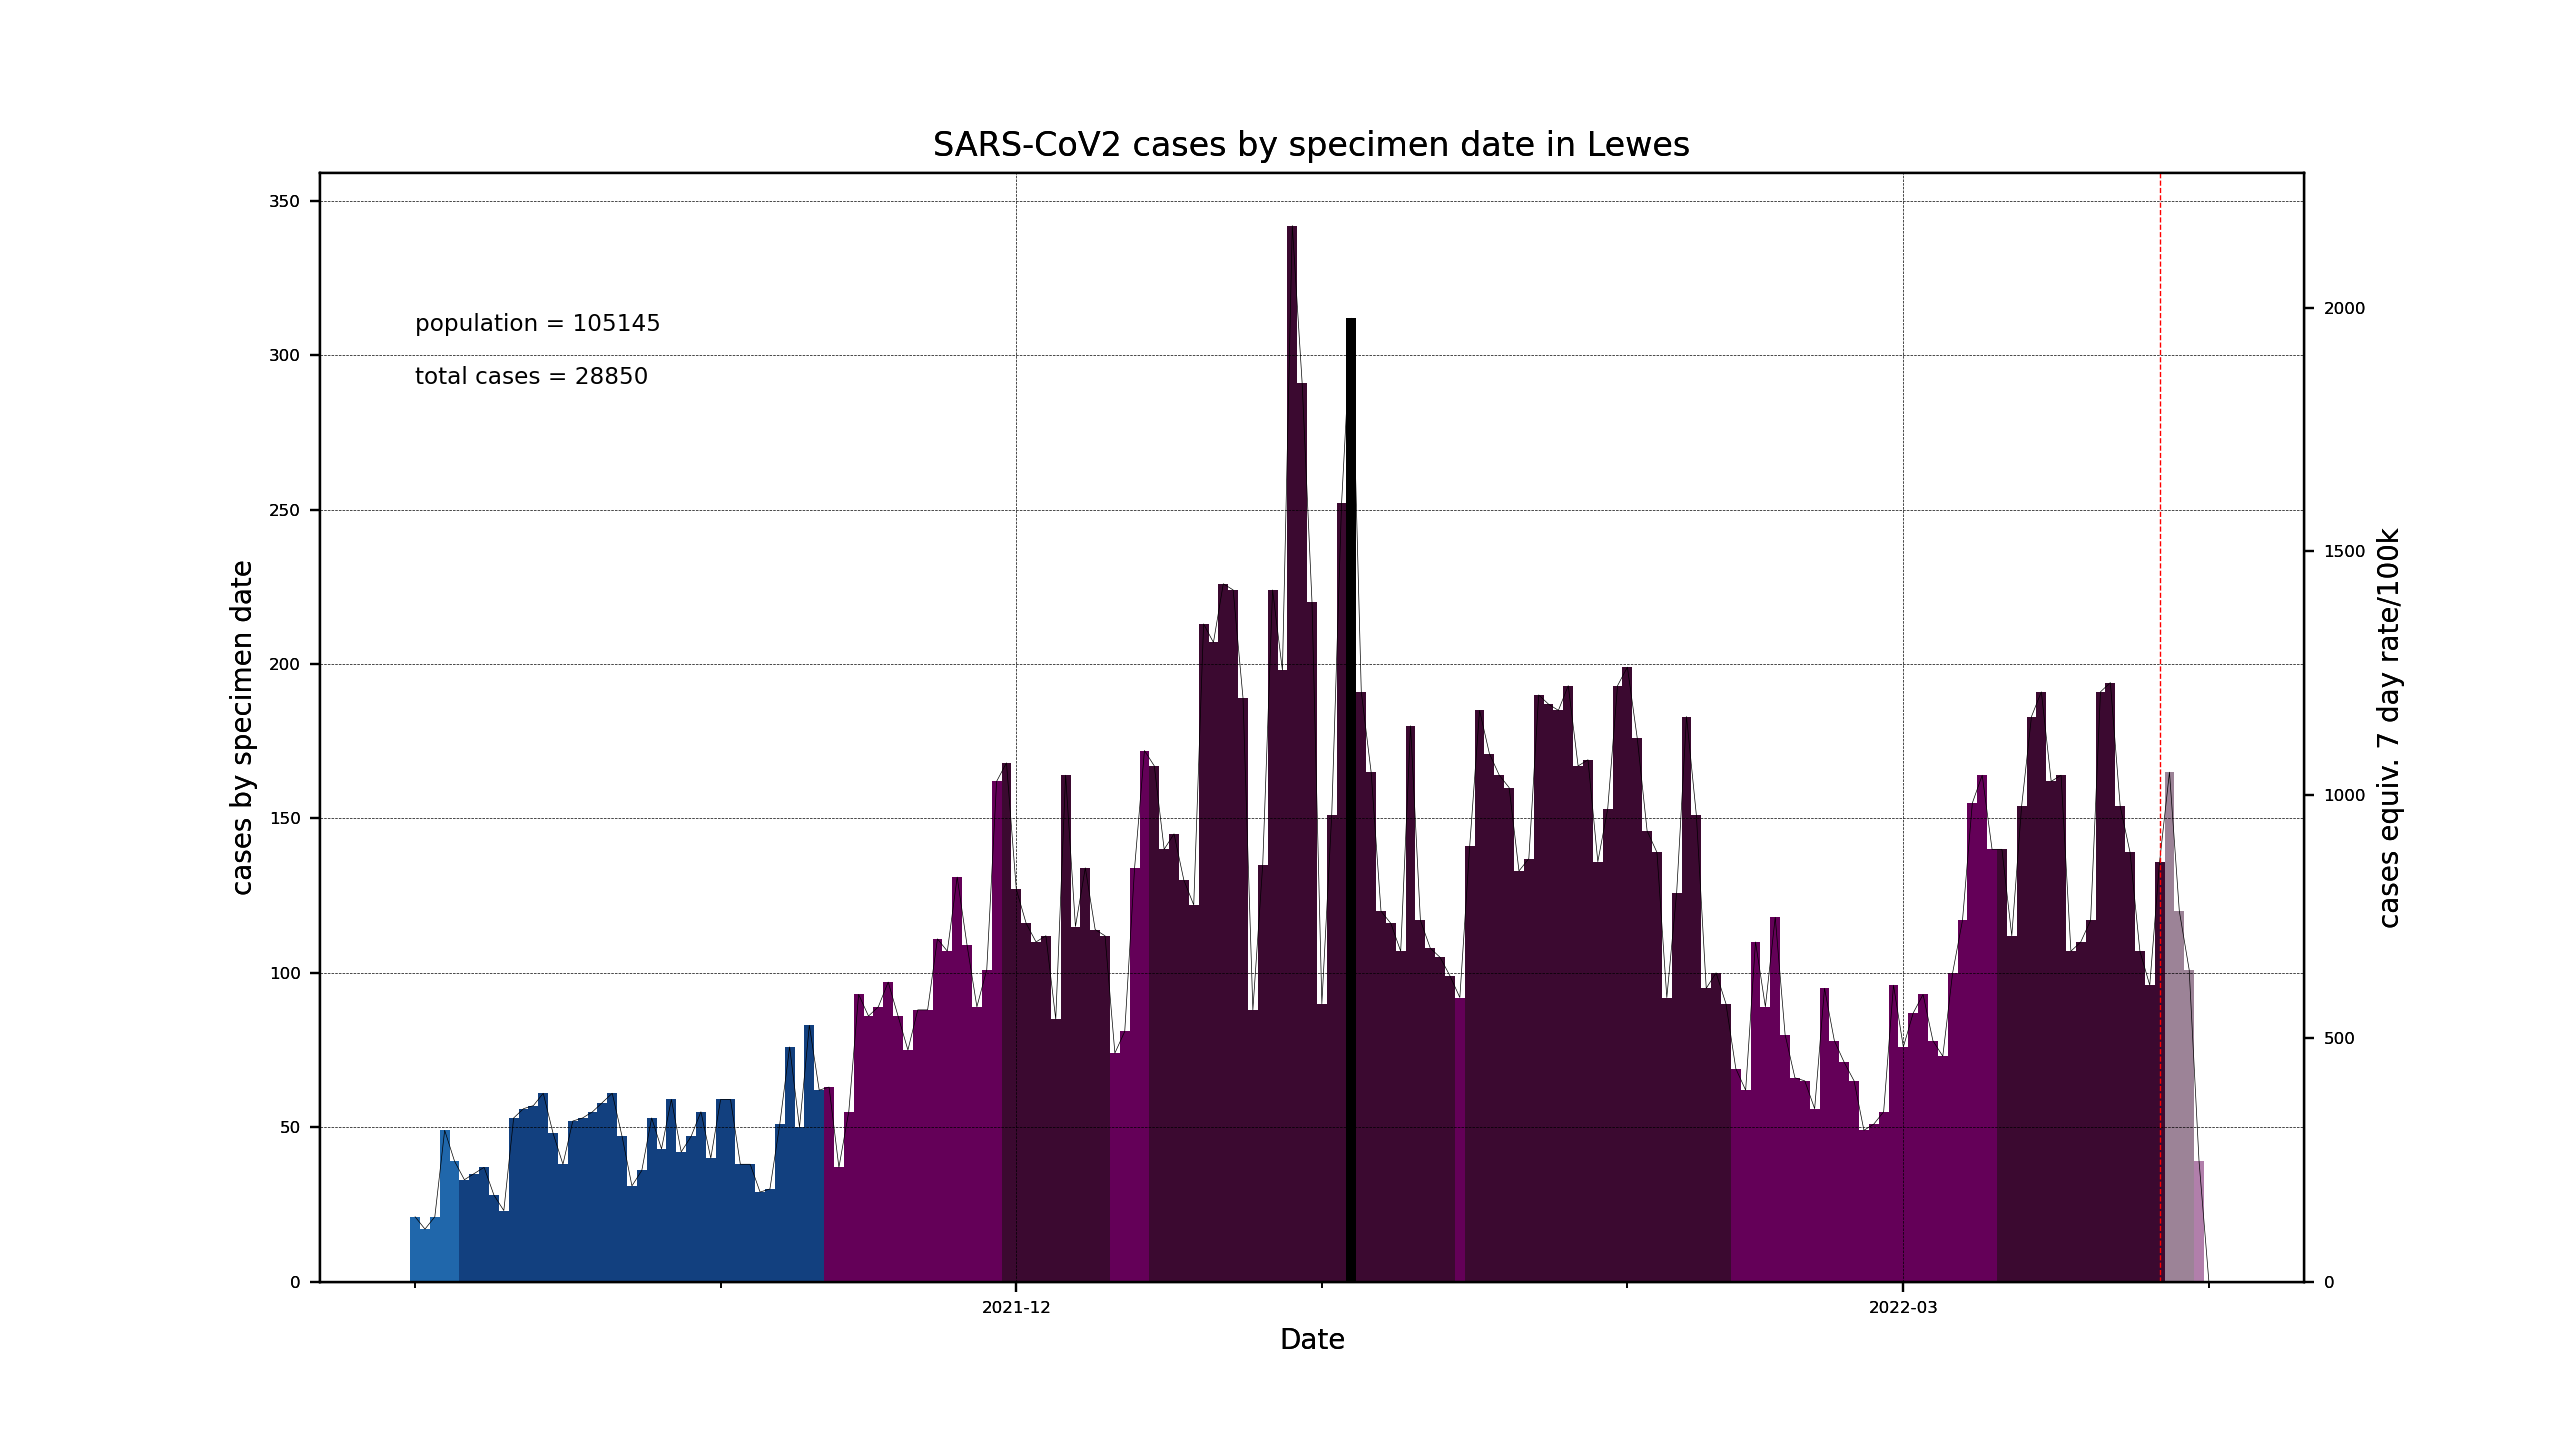 SARS-CoV2 cases by specimen date in Lewes
population = 105145
total cases = 28850
cases by specimen date
350
300
250
200
150
100
50
0
2000
1500
1000
500
0
cases equiv. 7 day rate/100k
2021-12
2022-03
Date